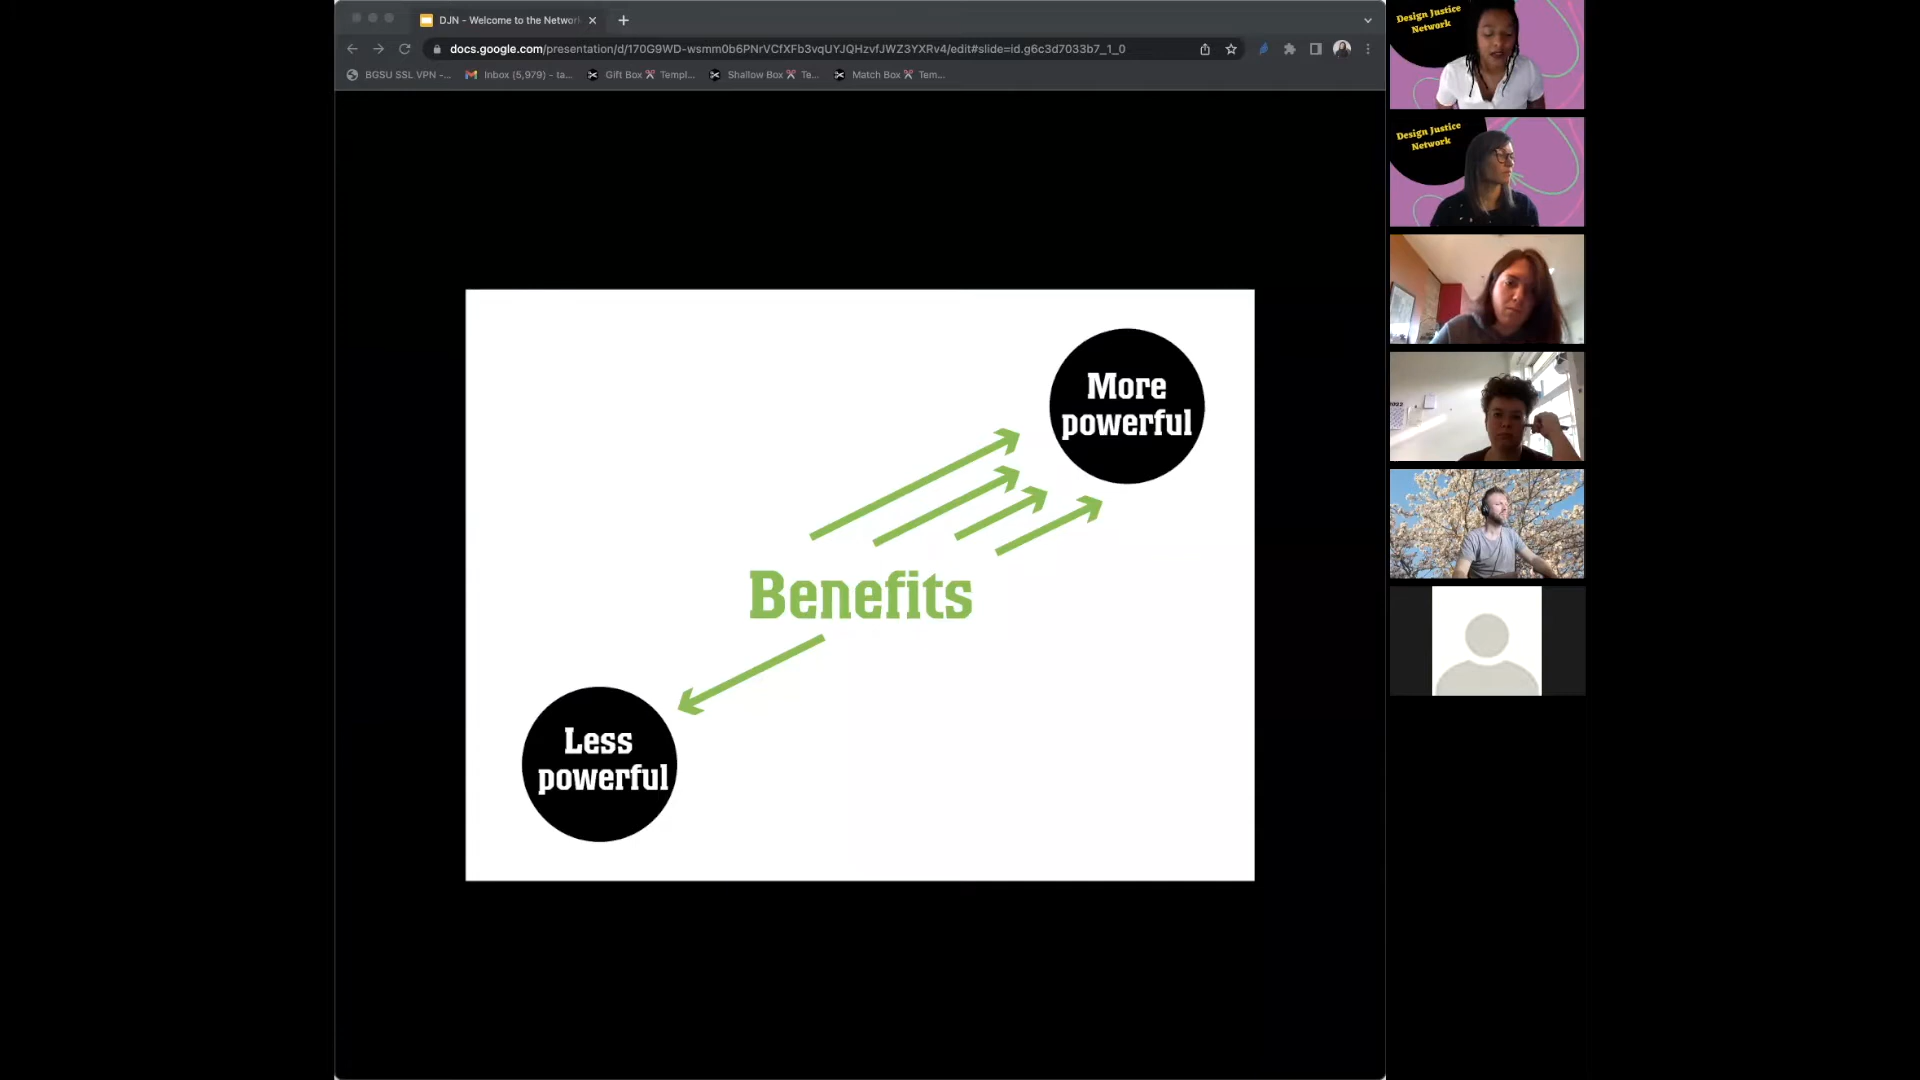 DJN - Welcome to the Networ
docs.google.com/presentation/d/170G9WD-wsmm0b6PNrVCfXFb3vqUYJQHzvfJWZ3YXRv4/edit#slide=id.g6c3d7033b7_1_0
BGSU SSL VPN -... Inbox (5,979) - ta... Gift Box Templ... Shallow Box Te... Match Box Tem...
More
powerful
Benefits
Less
powerful
Design Justice
Network
Design Justice
Network
2022